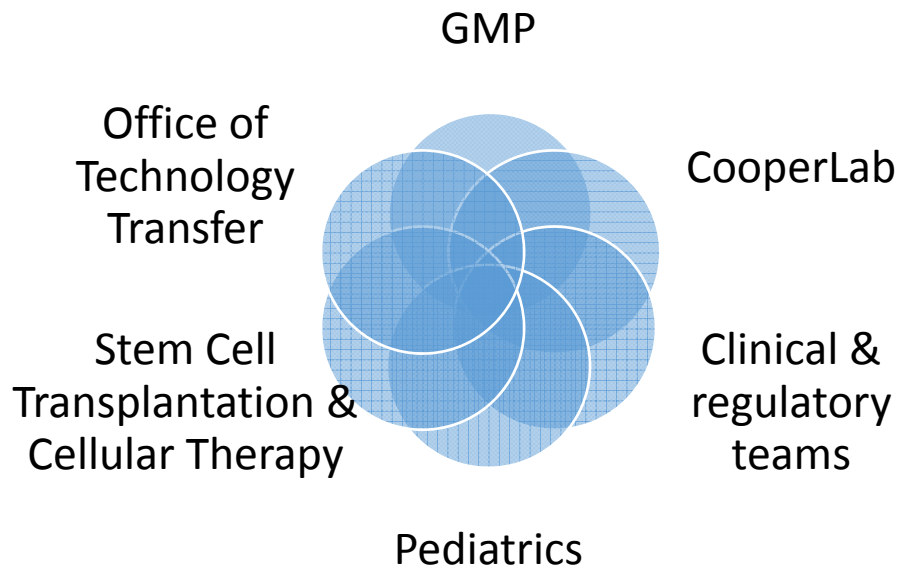 GMP
Office of
Technology
Transfer
CooperLab
Stem Cell
Transplantation &
Cellular Therapy
Clinical &
regulatory
teams
Pediatrics